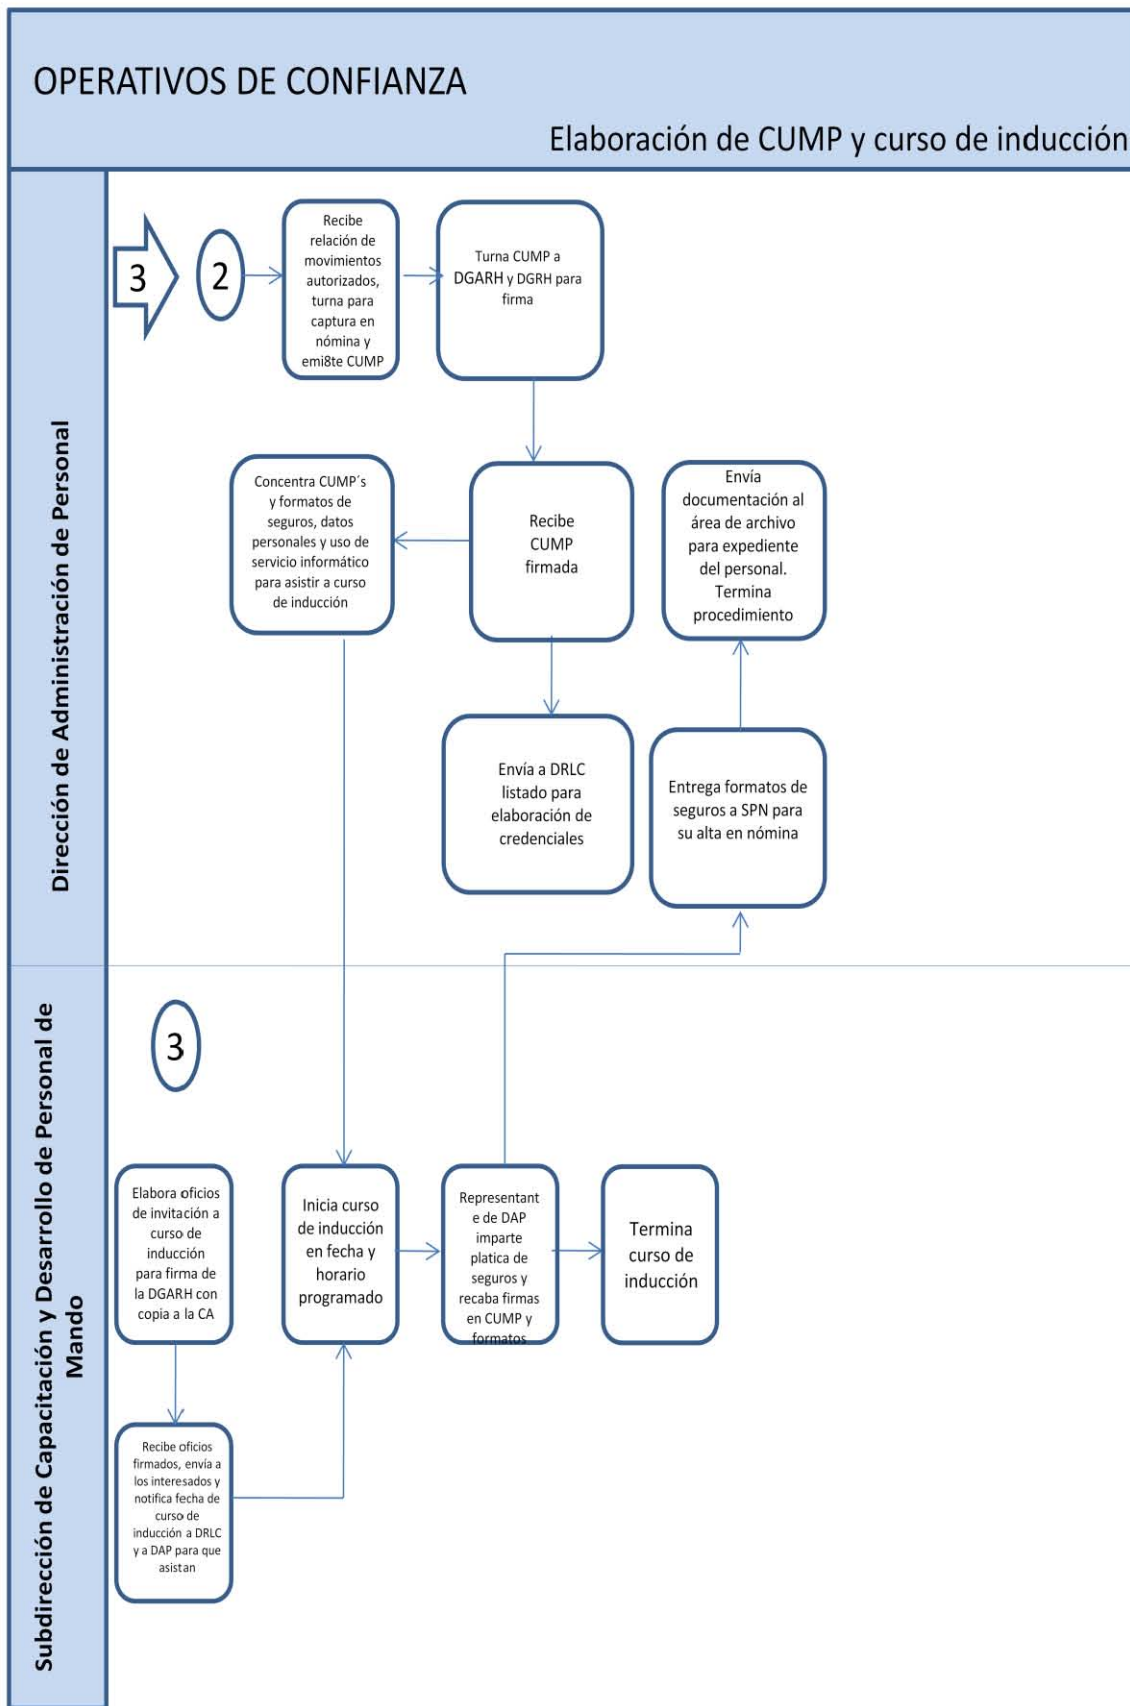 OPERATIVOS DE CONFIANZA
Elaboración de CUMP y curso de inducción
Dirección de Administración de Personal
3
2
Recibe
relación de
movimientos
autorizados,
turna para
captura en
nómina y
emi8te CUMP
Turna CUMP a
DGARH y DGRH para
firma
Concentra CUMP´s
y formatos de
seguros, datos
personales y uso de
servicio informático
para asistir a curso
de inducción
Recibe
CUMP
firmada
Envía
documentación al
área de archivo
para expediente
del personal.
Termina
procedimiento
Envía a DRLC
listado para
elaboración de
credenciales
Entrega formatos de
seguros a SPN para
su alta en nómina
Subdirección de Capacitación y Desarrollo de Personal de
Mando
3
Elabora oficios
de invitación a
curso de
inducción
para firma de
la DGARH con
copia a la CA
Inicia curso
de inducción
en fecha y
horario
programado
Representant
e de DAP
imparte
platica de
seguros y
recaba firmas
en CUMP y
formatos
Termina
curso de
inducción
Recibe oficios
firmados, envía a
los interesados y
notifica fecha de
curso de
inducción a DRLC
y a DAP para que
asistan